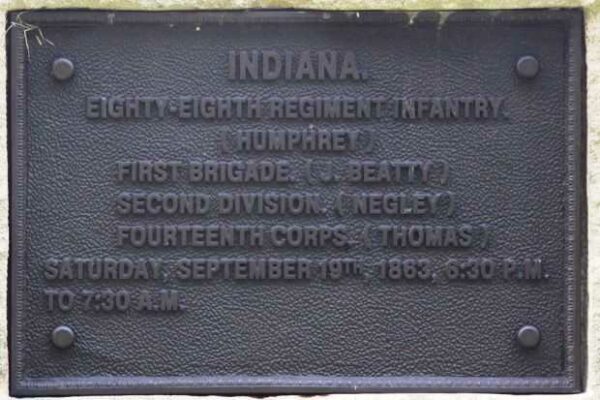 INDIANA.
EIGHTY-EIGHTH REGIMENT INFANTRY.
(HUMPHREY)
FIRST BRIGADE. (J. BEATTY)
SECOND DIVISION. (NEGLEY)
FOURTEENTH CORPS. (THOMAS)
SATURDAY, SEPTEMBER 19TH, 1863, 6:30 P.M.
TO 7:30 A.M.